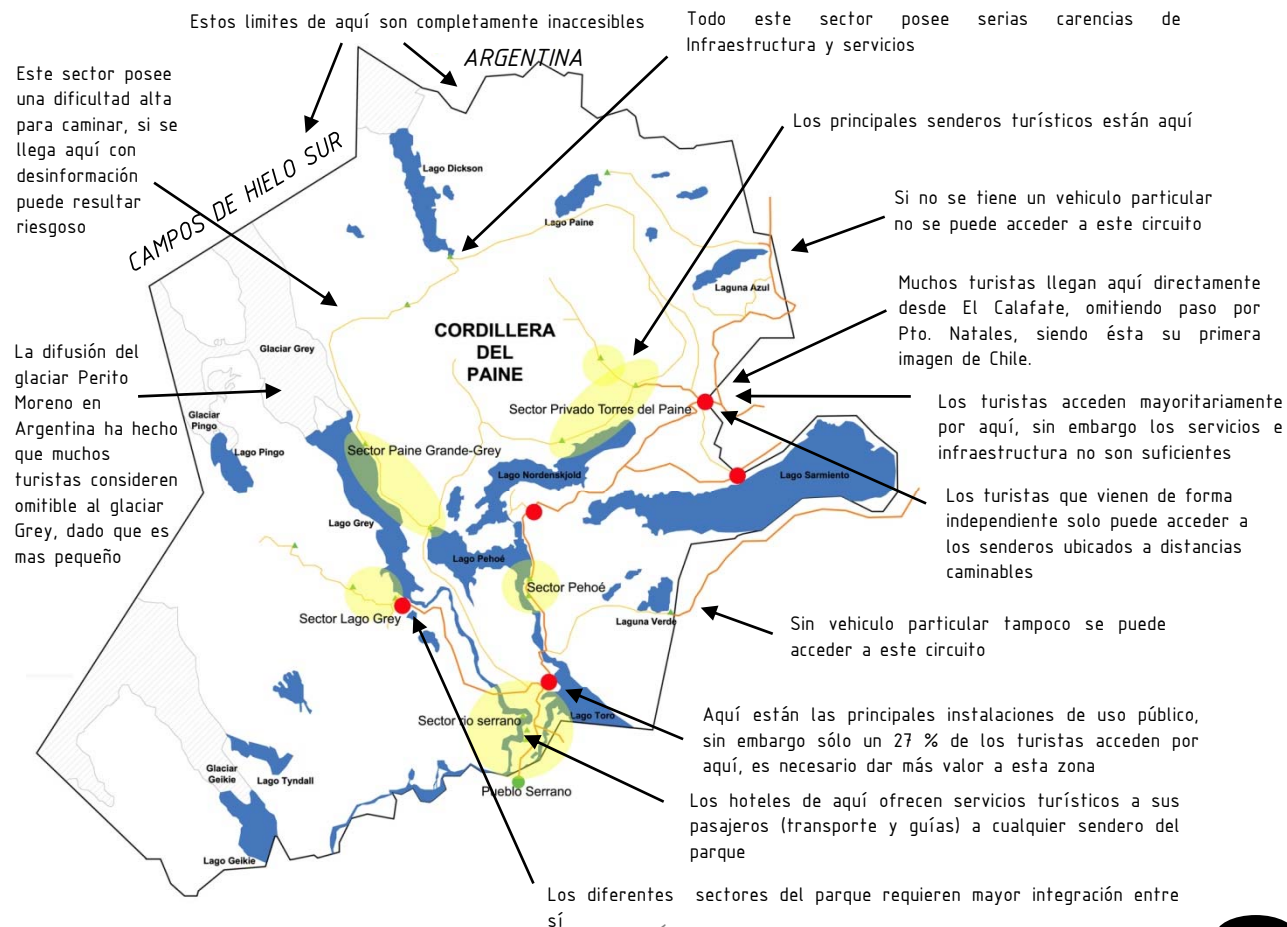 Estos limites de aquí son completamente inaccesibles
Todo este sector posee serias carencias de
Infraestructura y servicios
ARGENTINA
Este sector posee
una dificultad alta
para caminar, si se
llega aquí con
desinformación
puede resultar
riesgoso
Los principales senderos turísticos están aquí
CAMPOS DE HIELO SUR
Lago Dickson
Lago Paine
Si no se tiene un vehiculo particular
no se puede acceder a este circuito
Laguna Azul
Muchos turistas llegan aquí directamente
desde El Calafate, omitiendo paso por
Pto. Natales, siendo ésta su primera
imagen de Chile.
CORDILLERA
DEL
PAINE
Glaciar Grey
La difusión del
glaciar Perito
Moreno en
Argentina ha hecho
que muchos
turistas consideren
omitible al glaciar
Grey, dado que es
mas pequeño
Sector Privado Torres del Paine
Los turistas acceden mayoritariamente
por aquí, sin embargo los servicios e
infraestructura no son suficientes
Glaciar
Pingo
Lago Pingo
Sector Paine Grande-Grey
Lago Nordenskjold
Lago Sarmiento
Los turistas que vienen de forma
independiente solo puede acceder a
los senderos ubicados a distancias
caminables
Lago Grey
Lago Pehoé
Sector Pehoé
Sector Lago Grey
Laguna Verde
Sin vehiculo particular tampoco se puede
acceder a este circuito
Sector rio serrano
Lago Toro
Aquí están las principales instalaciones de uso público,
sin embargo sólo un 27 % de los turistas acceden por
aquí, es necesario dar más valor a esta zona
Glaciar
Geikie
Lago Tyndall
Pueblo Serrano
Los hoteles de aquí ofrecen servicios turísticos a sus
pasajeros (transporte y guías) a cualquier sendero del
parque
Lago Geikie
Los diferentes sectores del parque requieren mayor integración entre
sí